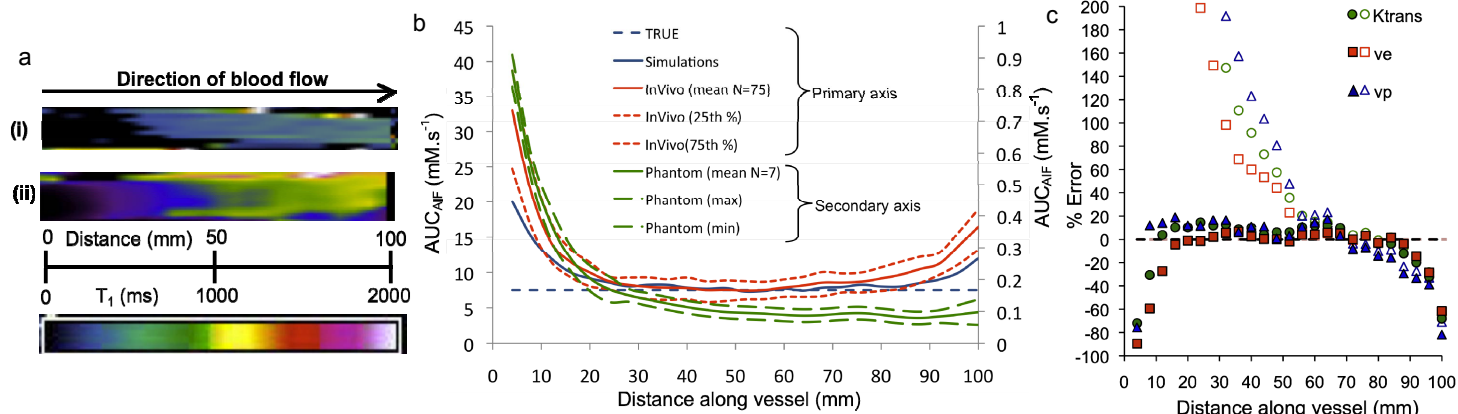 a
Direction of blood flow
(i)
(ii)
0 Distance (mm) 50 100
0 T1 (ms) 1000 2000
b
AUCAIF (mM.s-1)
45
40
35
30
25
20
15
10
5
0
TRUE
Simulations
InVivo (mean N=75)
InVivo (25th %)
InVivo(75th %)
Primary axis
Phantom (mean N=7)
Phantom (max)
Phantom (min)
Secondary axis
1
0.9
0.8
0.7
0.6
0.5
0.4
0.3
0.2
0.1
0
AUCAIF (mM.s-1)
0 10 20 30 40 50 60 70 80 90 100
Distance along vessel (mm)
c
% Error
200
180
160
140
120
100
80
60
40
20
0
-20
-40
-60
-80
-100
Ktrans
ve
vp
0 10 20 30 40 50 60 70 80 90 100
Distance along vessel (mm)